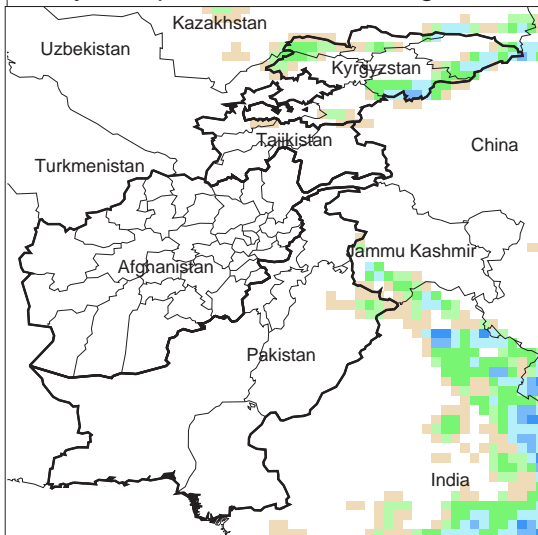 Kazakhstan
Uzbekistan
Kyrgyzstan
Tajikistan
China
Turkmenistan
Jammu Kashmir
Afghanistan
Pakistan
India